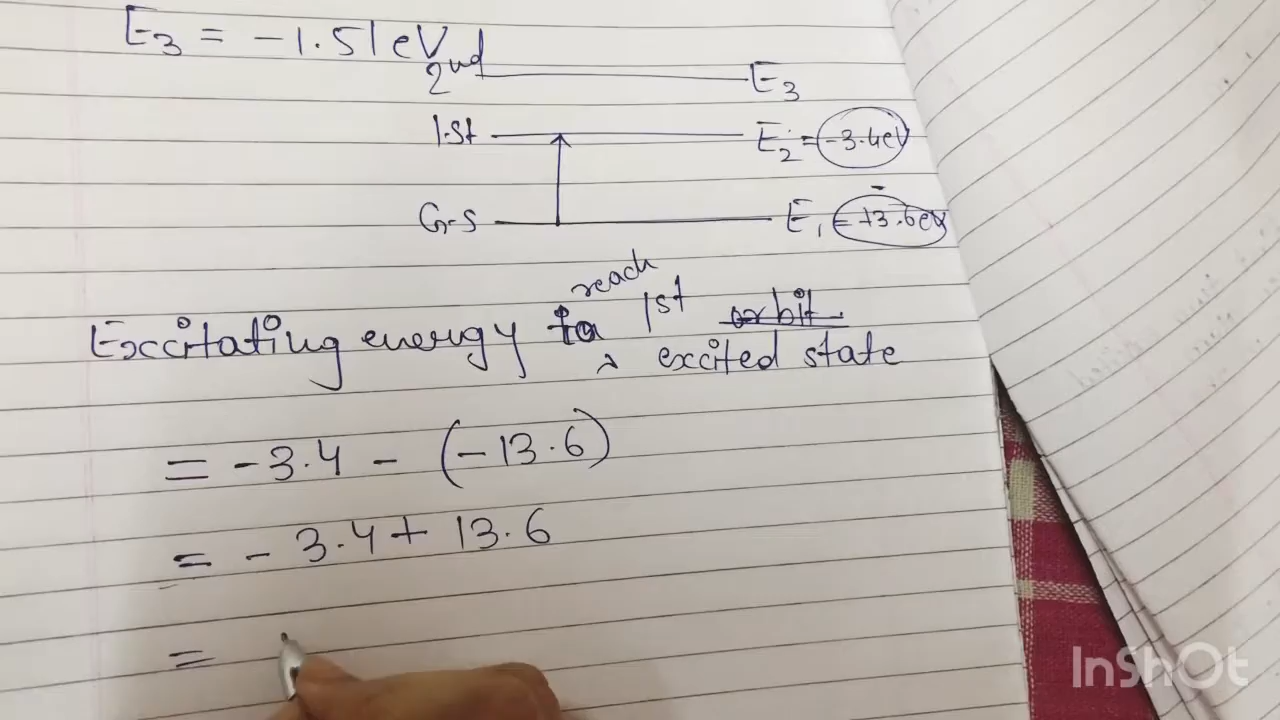 E₃ = -1.51eV
2nd E₃
1st E₂ = -3.4eV
G-S E₁ = -13.6eV
reach
Excitating energy to 1st orbit
excited state
= -3.4 - (-13.6)
= - 3.4 + 13.6
=
InShOt